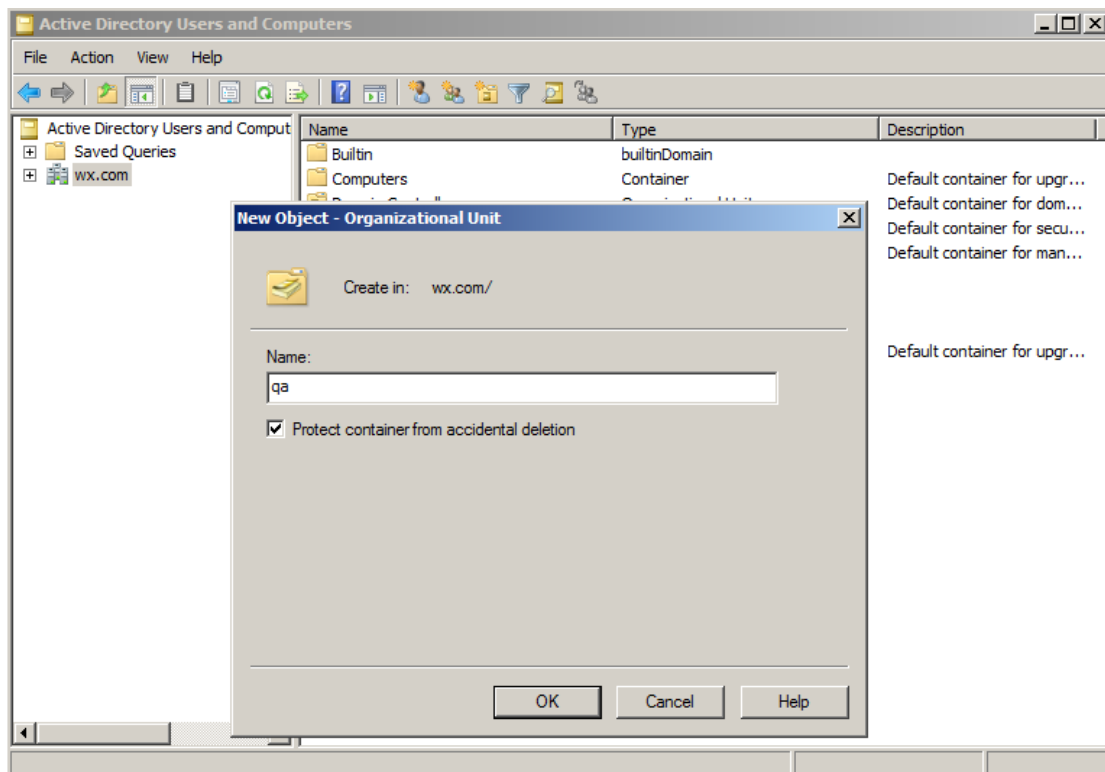 Active Directory Users and Computers
File Action View Help
Active Directory Users and Comput
Saved Queries
wx.com
Name Type Description
Builtin builtinDomain
Computers Container Default container for upgr...
Default container for dom...
Default container for secu...
Default container for man...
Default container for upgr...
New Object - Organizational Unit
Create in: wx.com/
Name:
qa
Protect container from accidental deletion
OK Cancel Help